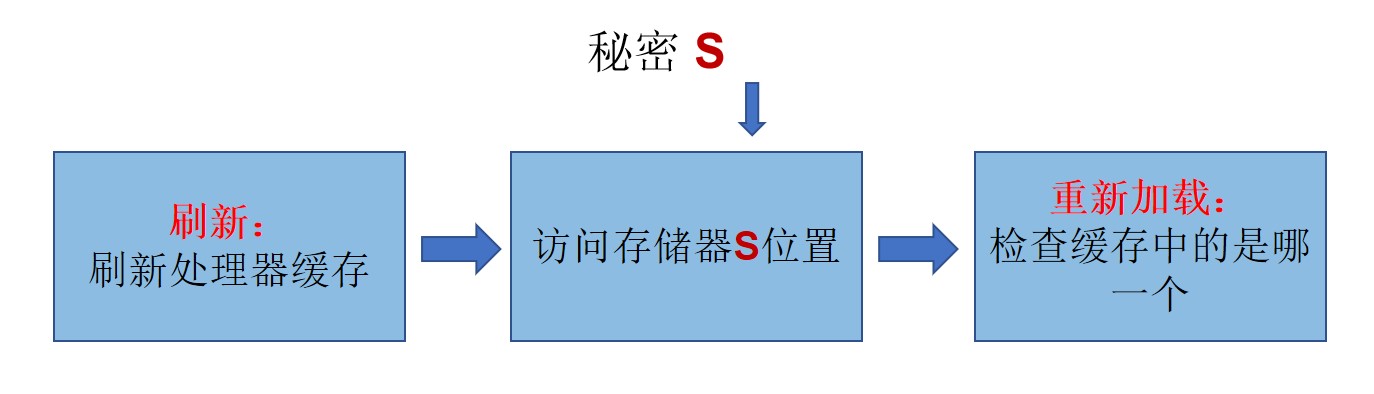 秘密 S
刷新：
刷新处理器缓存
访问存储器S位置
重新加载：
检查缓存中的是哪
一个